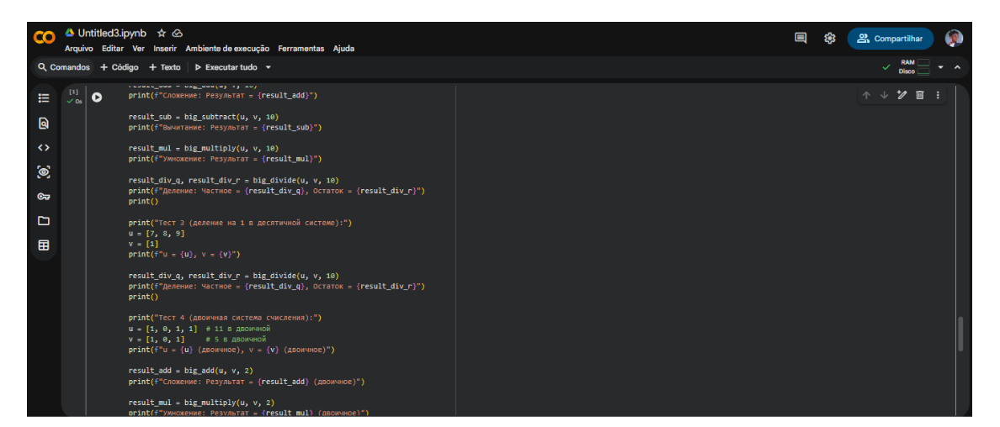 Untitled3.ipynb
Arquivo Editar Ver Inserir Ambiente de execução Ferramentas Ajuda
Compartilhar
Comandos + Código + Texto Executar tudo
RAM
Disco
[1]
0s
result_add = big_add(u, v, 10)
print(f"Сложение: Результат = {result_add}")
result_sub = big_subtract(u, v, 10)
print(f"Вычитание: Результат = {result_sub}")
result_mul = big_multiply(u, v, 10)
print(f"Умножение: Результат = {result_mul}")
result_div_q, result_div_r = big_divide(u, v, 10)
print(f"Деление: Частное = {result_div_q}, Остаток = {result_div_r}")
print()
print("Тест 3 (деление на 1 в десятичной системе):")
u = [7, 8, 9]
v = [1]
print(f"u = {u}, v = {v}")
result_div_q, result_div_r = big_divide(u, v, 10)
print(f"Деление: Частное = {result_div_q}, Остаток = {result_div_r}")
print()
print("Тест 4 (двоичная система счисления):")
u = [1, 0, 1, 1] # 11 в двоичной
v = [1, 0, 1] # 5 в двоичной
print(f"u = {u} (двоичное), v = {v} (двоичное)")
result_add = big_add(u, v, 2)
print(f"Сложение: Результат = {result_add} (двоичное)")
result_mul = big_multiply(u, v, 2)
print(f"Умножение: Результат = {result_mul} (двоичное)")